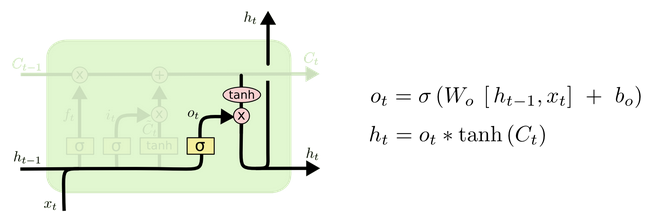 h_t
C_{t-1}
C_t
tanh
f_t
i_t
o_t
C̃_t
σ
σ
tanh
σ
h_{t-1}
h_t
x_t
o_t = σ (W_o [h_{t-1}, x_t] + b_o)
h_t = o_t * tanh (C_t)